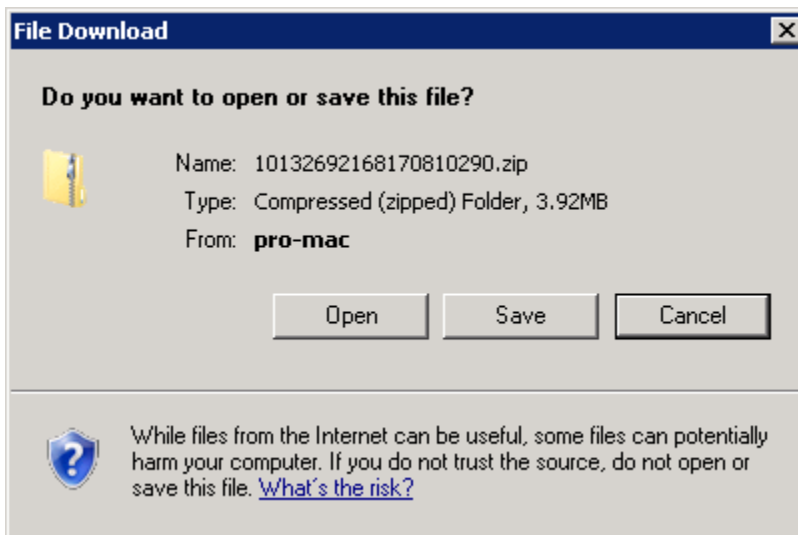 File Download
Do you want to open or save this file?
Name: 10132692168170810290.zip
Type: Compressed (zipped) Folder, 3.92MB
From: pro-mac
Open Save Cancel
While files from the Internet can be useful, some files can potentially
harm your computer. If you do not trust the source, do not open or
save this file. What's the risk?